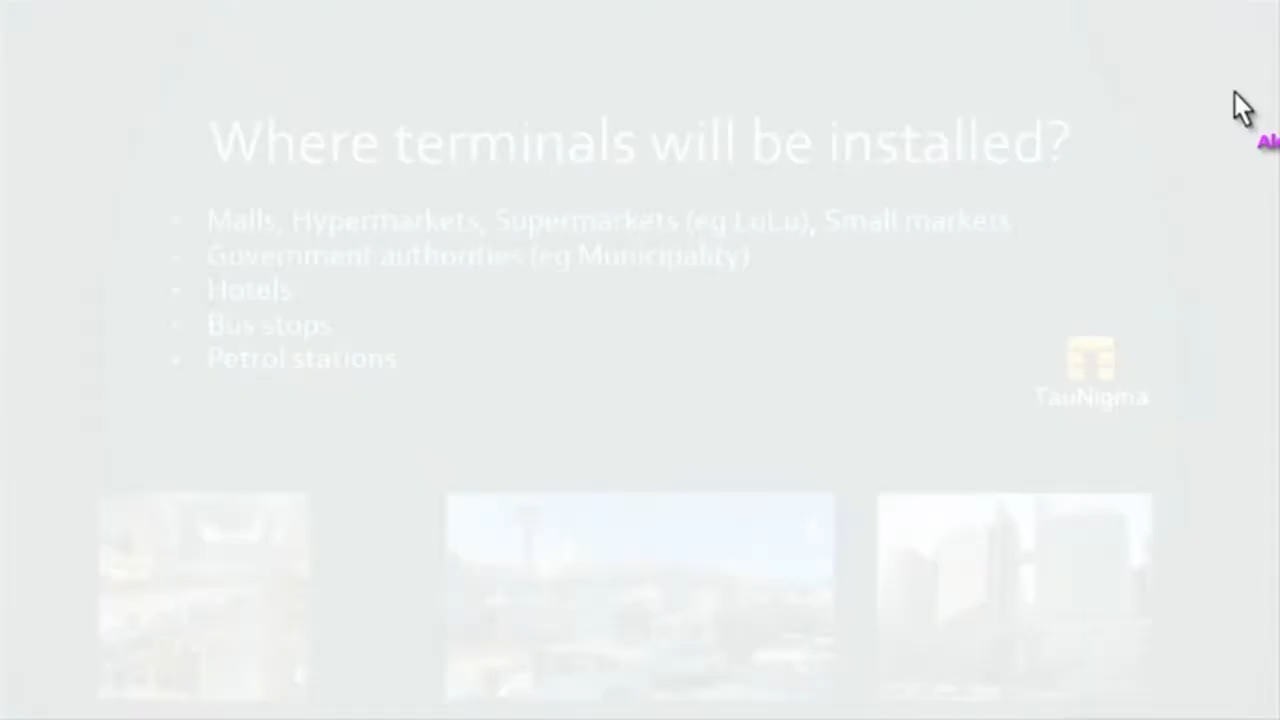 Where terminals will be installed?
- Malls, Hypermarkets, Supermarkets (eg LuLu), Small markets
- Government authorities (eg Municipality)
- Hotels
- Bus stops
- Petrol stations
TauNigma